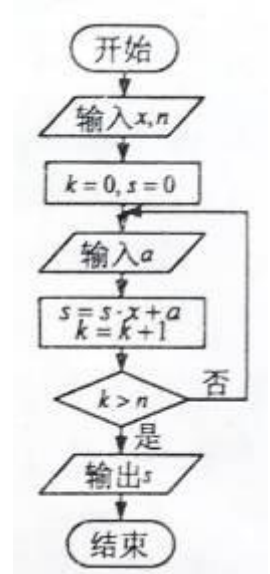 开始
输入x,n
k=0,s=0
输入a
s=s·x+a
k=k+1
k>n
否
是
输出s
结束